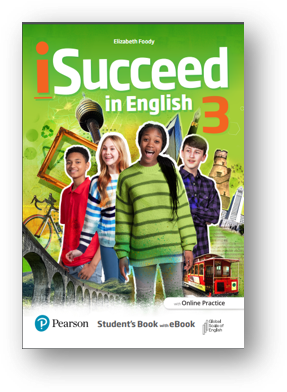 Elizabeth Foody
iSucceed
in English 3
with Online Practice
Pearson
Student's Book with eBook
Global
Scale of
English